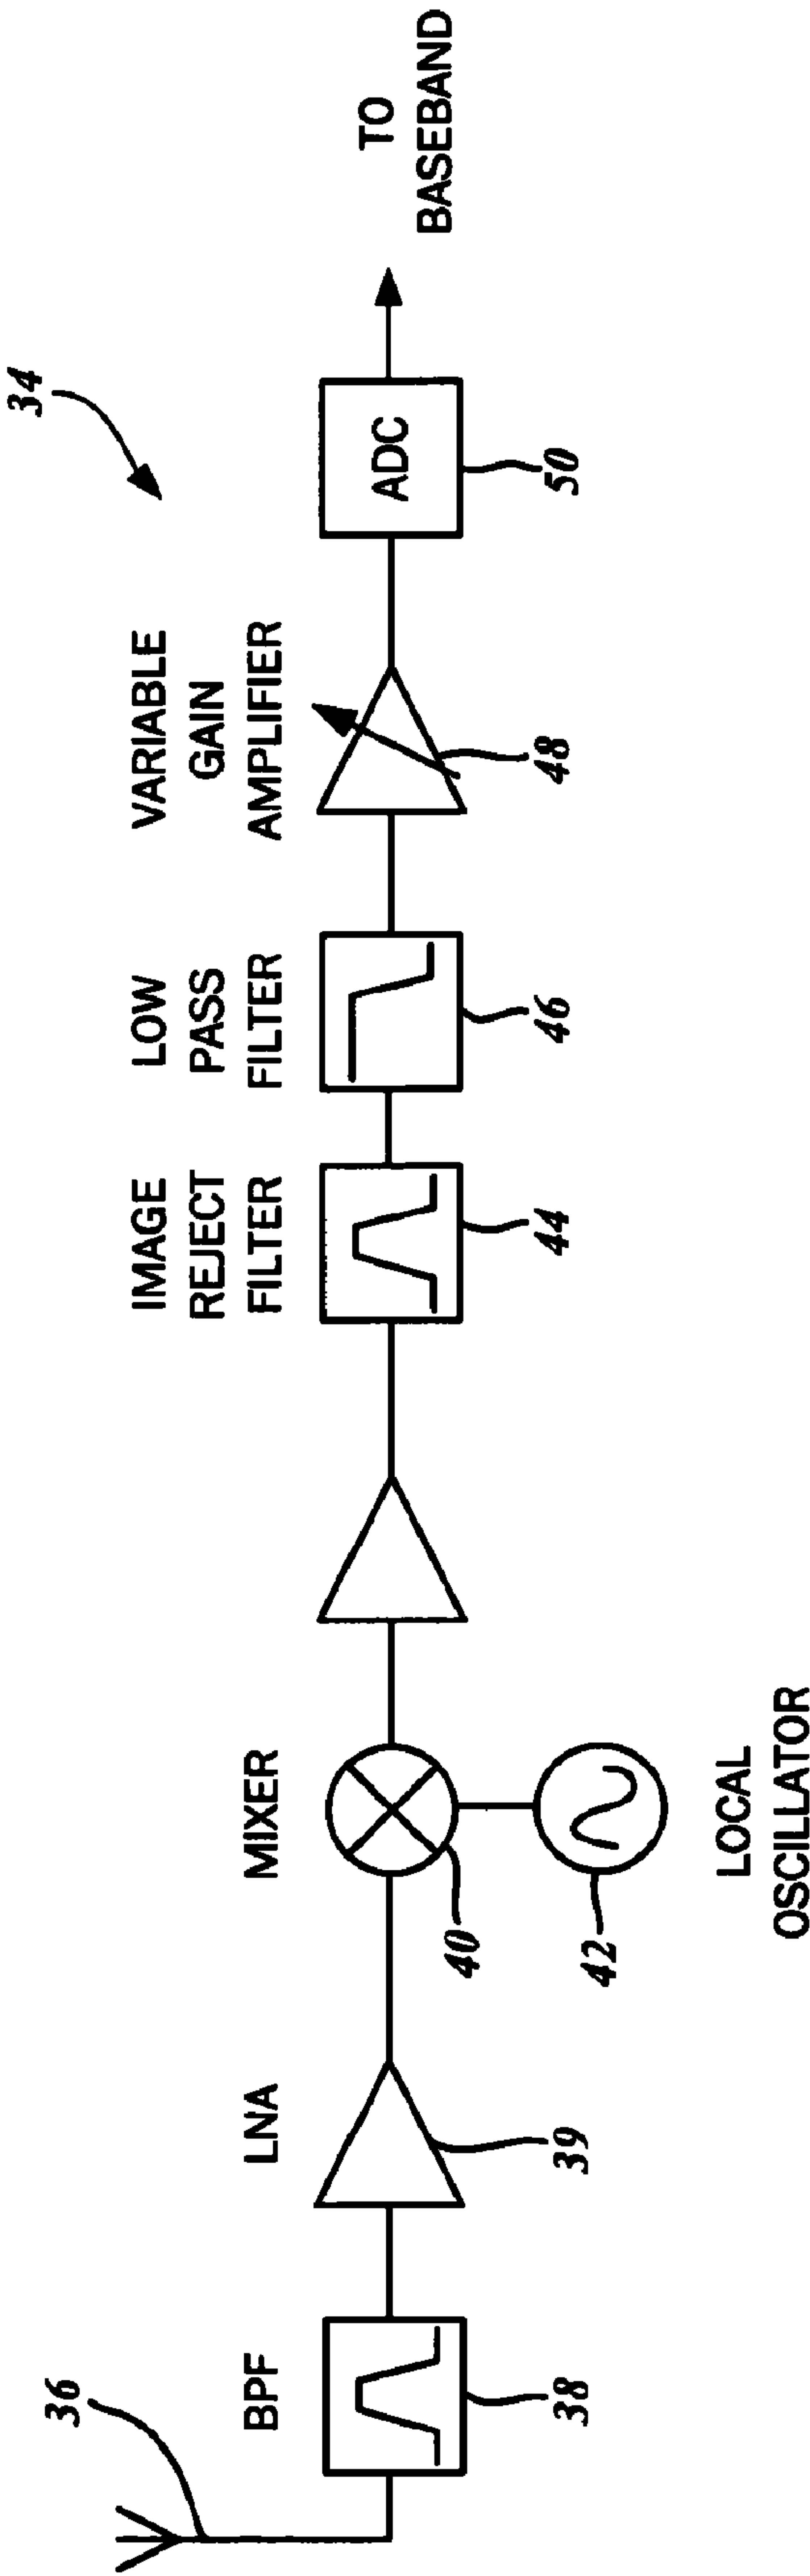 34
36
BPF
38
LNA
39
MIXER
40
42
LOCAL
OSCILLATOR
IMAGE
REJECT
FILTER
44
LOW
PASS
FILTER
46
VARIABLE
GAIN
AMPLIFIER
48
ADC
50
TO
BASEBAND